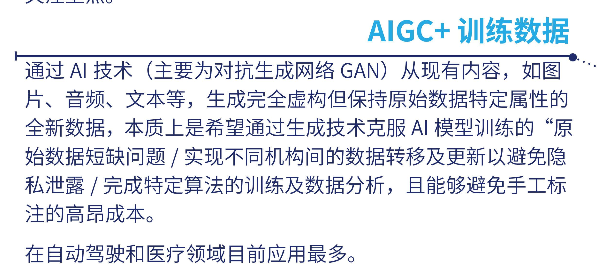 AIGC+ 训练数据
通过 AI 技术（主要为对抗生成网络 GAN）从现有内容，如图
片、音频、文本等，生成完全虚构但保持原始数据特定属性的
全新数据，本质上是希望通过生成技术克服 AI 模型训练的“原
始数据短缺问题 / 实现不同机构间的数据转移及更新以避免隐
私泄露 / 完成特定算法的训练及数据分析，且能够避免手工标
注的高昂成本。
在自动驾驶和医疗领域目前应用最多。